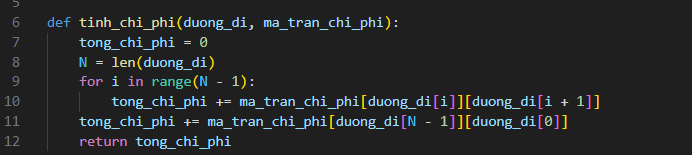 6 def tinh_chi_phi(duong_di, ma_tran_chi_phi):
7     tong_chi_phi = 0
8     N = len(duong_di)
9     for i in range(N - 1):
10         tong_chi_phi += ma_tran_chi_phi[duong_di[i]][duong_di[i + 1]]
11     tong_chi_phi += ma_tran_chi_phi[duong_di[N - 1]][duong_di[0]]
12     return tong_chi_phi